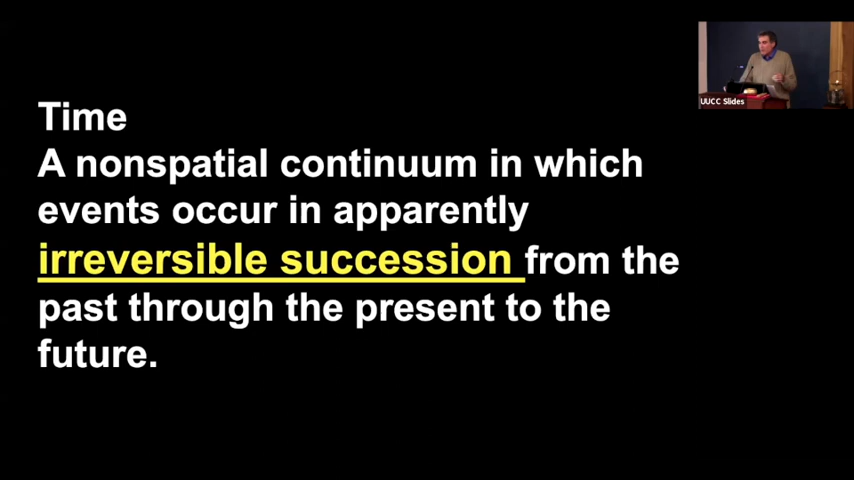 UUCC Slides
Time
A nonspatial continuum in which
events occur in apparently
irreversible succession from the
past through the present to the
future.